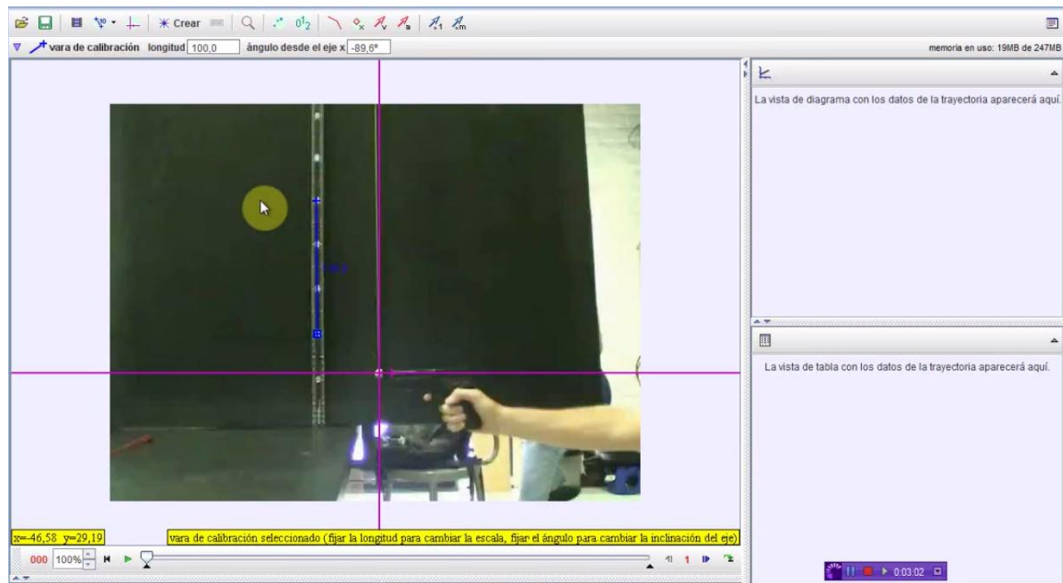 Crear
vara de calibración longitud 100,0 ángulo desde el eje x -89,6°
memoria en uso: 19MB de 247MB
La vista de diagrama con los datos de la trayectoria aparecerá aquí.
La vista de tabla con los datos de la trayectoria aparecerá aquí.
x=-46,58 y=29,19
vara de calibración seleccionado (fijar la longitud para cambiar la escala, fijar el ángulo para cambiar la inclinación del eje)
000 100% 1
0:03:02